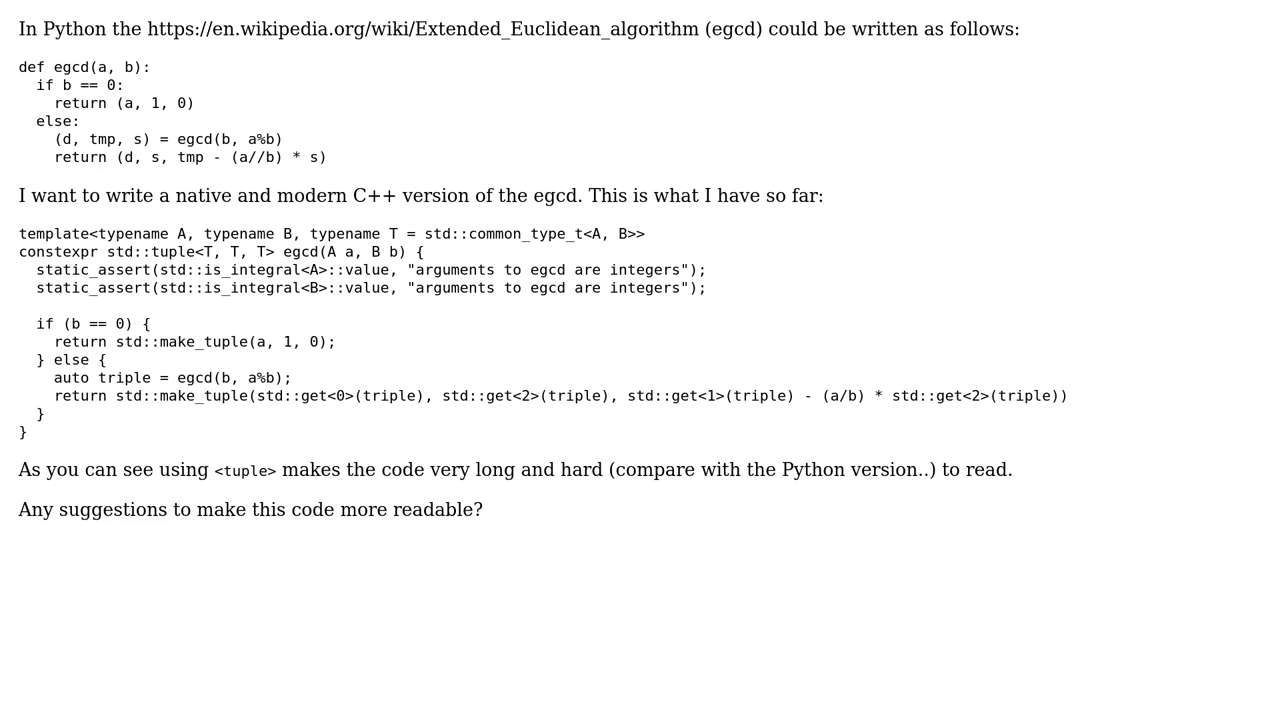 In Python the https://en.wikipedia.org/wiki/Extended_Euclidean_algorithm (egcd) could be written as follows:
def egcd(a, b):
  if b == 0:
    return (a, 1, 0)
  else:
    (d, tmp, s) = egcd(b, a%b)
    return (d, s, tmp - (a//b) * s)
I want to write a native and modern C++ version of the egcd. This is what I have so far:
template<typename A, typename B, typename T = std::common_type_t<A, B>>
constexpr std::tuple<T, T, T> egcd(A a, B b) {
  static_assert(std::is_integral<A>::value, "arguments to egcd are integers");
  static_assert(std::is_integral<B>::value, "arguments to egcd are integers");
  if (b == 0) {
    return std::make_tuple(a, 1, 0);
  } else {
    auto triple = egcd(b, a%b);
    return std::make_tuple(std::get<0>(triple), std::get<2>(triple), std::get<1>(triple) - (a/b) * std::get<2>(triple))
  }
}
As you can see using <tuple> makes the code very long and hard (compare with the Python version..) to read.
Any suggestions to make this code more readable?